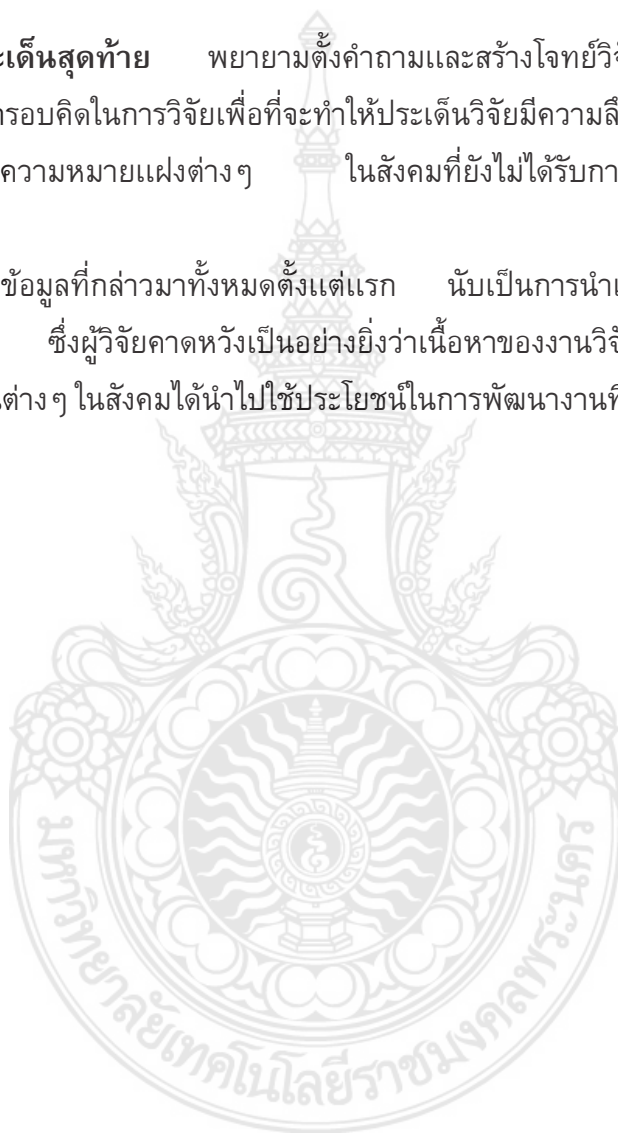 ะเด็นสุดท้าย พยายามตั้งคำถามและสร้างโจทย์วิจั
ารอบคิดในการวิจัยเพื่อที่จะทำให้ประเด็นวิจัยมีความลึ
ความหมายแฝงต่างๆ ในสังคมที่ยังไม่ได้รับกา
ข้อมูลที่กล่าวมาทั้งหมดตั้งแต่แรก นับเป็นการนำเ
ซึ่งผู้วิจัยคาดหวังเป็นอย่างยิ่งว่าเนื้อหาของงานวิจั
นต่างๆ ในสังคมได้นำไปใช้ประโยชน์ในการพัฒนางานที
มหาวิทยาลัยเทคโนโลยีราชมงคลพระนคร